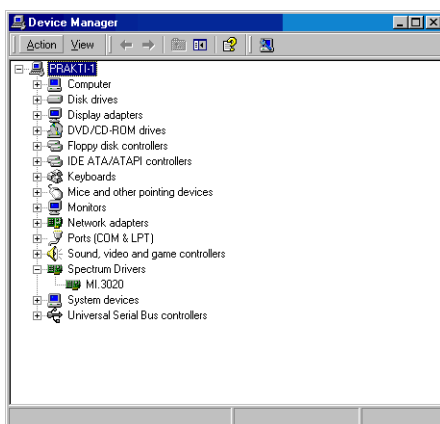 Device Manager
Action View
PRAKTI-1
Computer
Disk drives
Display adapters
DVD/CD-ROM drives
Floppy disk controllers
IDE ATA/ATAPI controllers
Keyboards
Mice and other pointing devices
Monitors
Network adapters
Ports (COM & LPT)
Sound, video and game controllers
Spectrum Drivers
MI.3020
System devices
Universal Serial Bus controllers